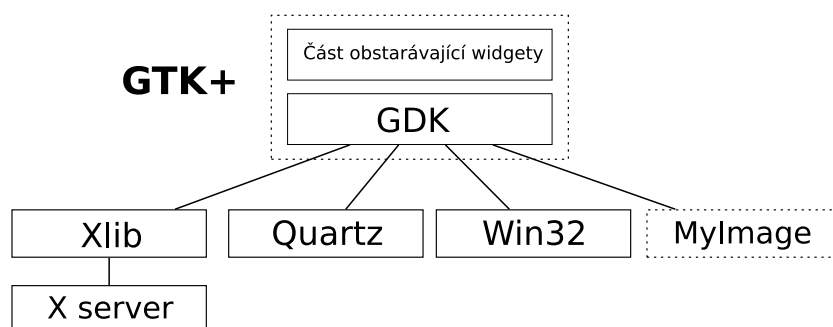 Část obstarávající widgety
GTK+
GDK
Xlib
Quartz
Win32
MyImage
X server